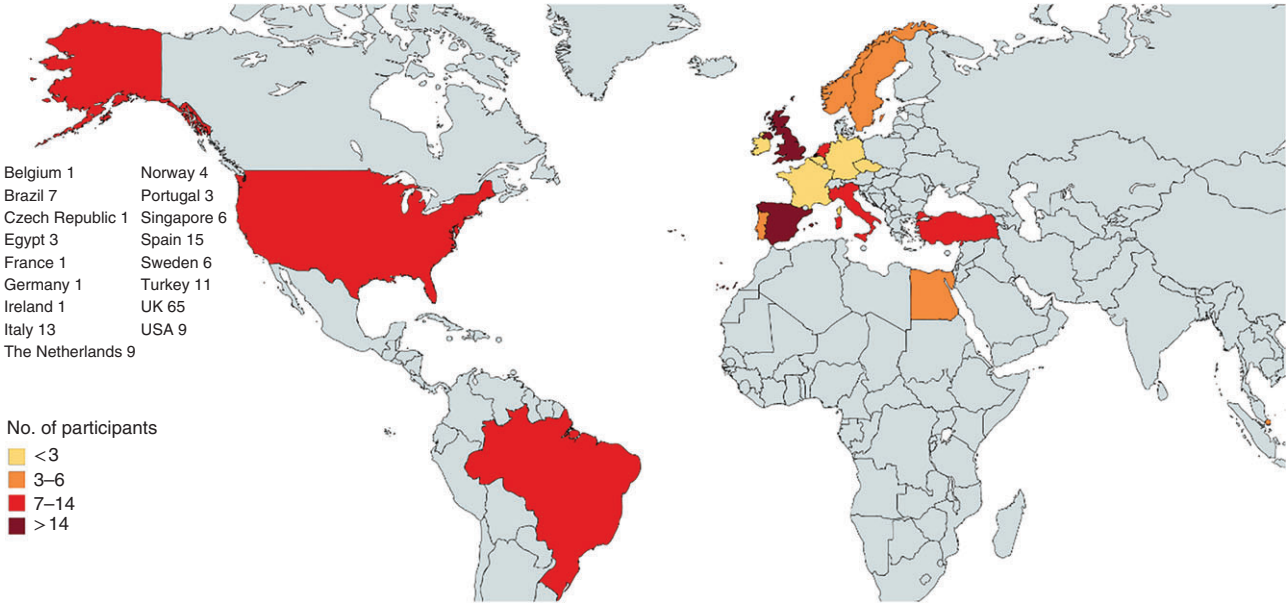 Belgium 1
Brazil 7
Czech Republic 1
Egypt 3
France 1
Germany 1
Ireland 1
Italy 13
The Netherlands 9
Norway 4
Portugal 3
Singapore 6
Spain 15
Sweden 6
Turkey 11
UK 65
USA 9
No. of participants
<3
3–6
7–14
>14